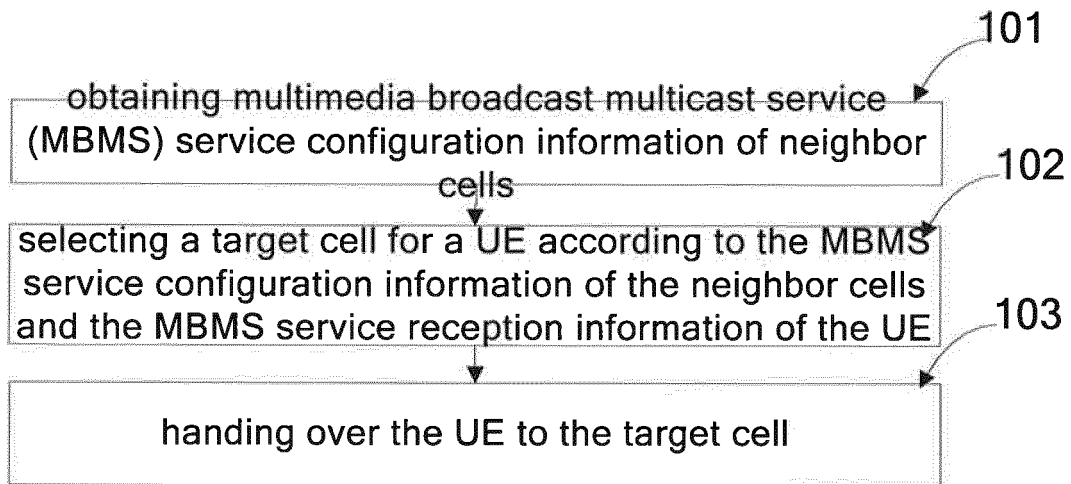 101
obtaining multimedia broadcast multicast service
(MBMS) service configuration information of neighbor
cells
102
selecting a target cell for a UE according to the MBMS
service configuration information of the neighbor cells
and the MBMS service reception information of the UE
103
handing over the UE to the target cell